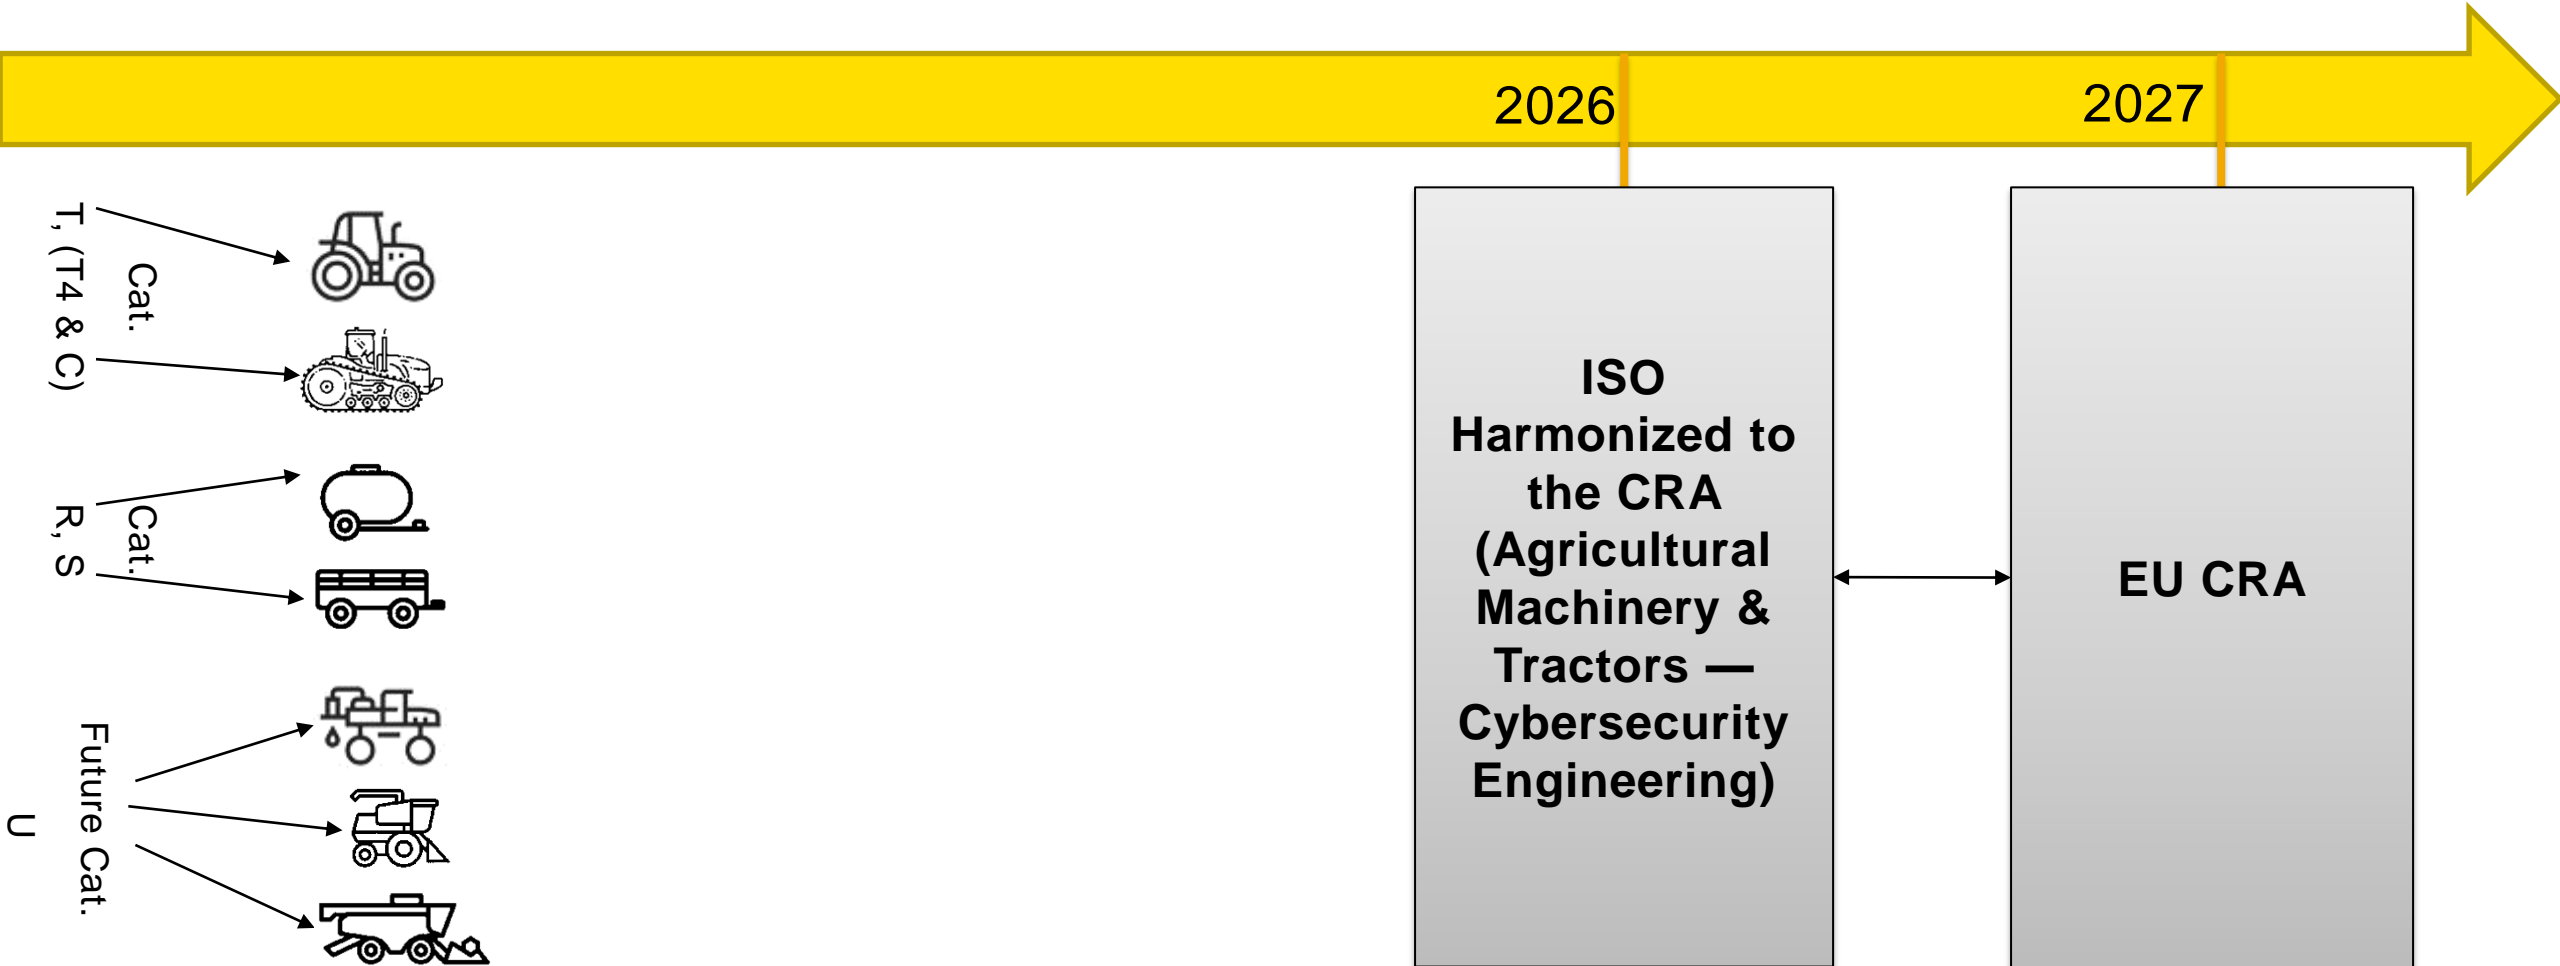 2026
2027
Cat.
T, (T4 & C)
Cat.
R, S
Future Cat.
U
ISO
Harmonized to
the CRA
(Agricultural
Machinery &
Tractors —
Cybersecurity
Engineering)
EU CRA